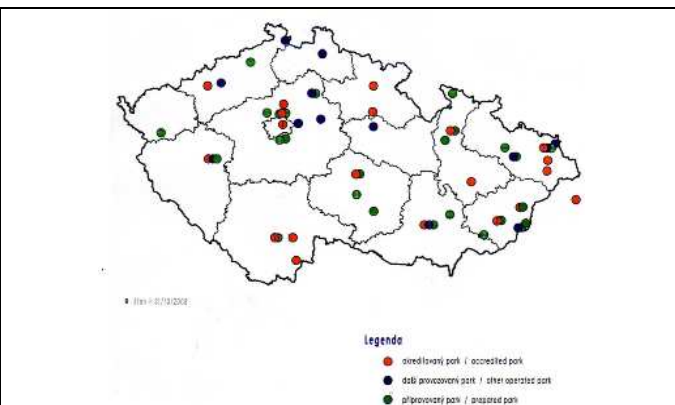 Legenda
akreditovaný park / accredited park
další provozovaný park / other operated park
připravovaný park / prepared park